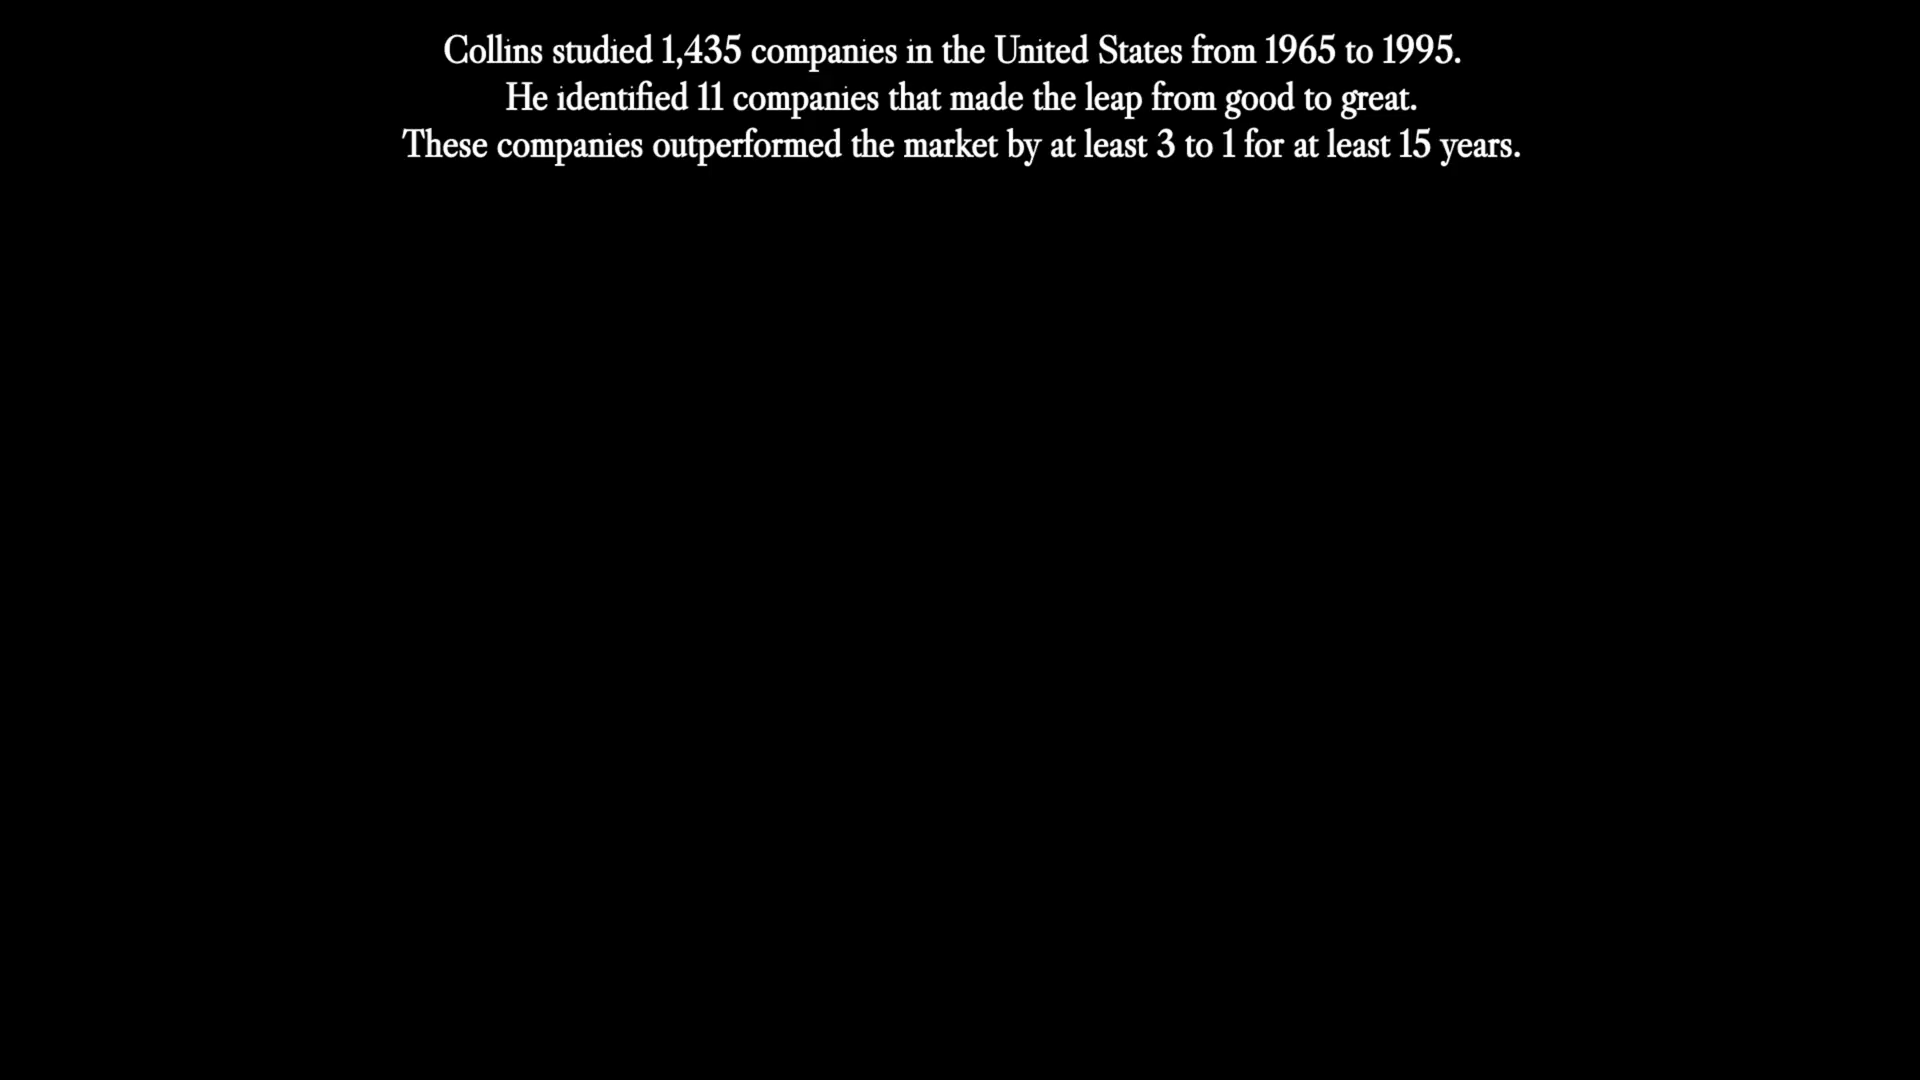 Collins studied 1,435 companies in the United States from 1965 to 1995.
He identified 11 companies that made the leap from good to great.
These companies outperformed the market by at least 3 to 1 for at least 15 years.